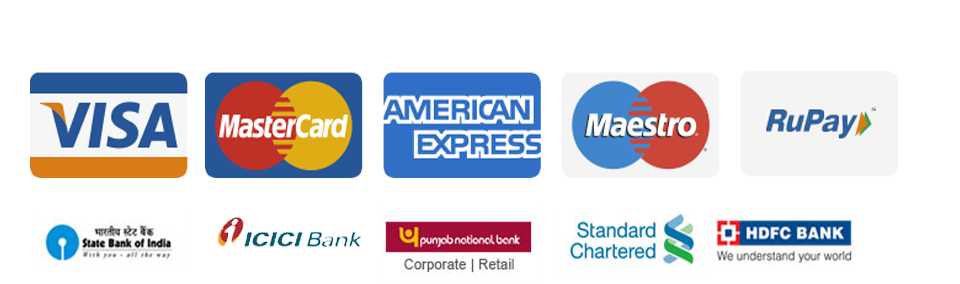 VISA
MasterCard
AMERICAN
EXPRESS
Maestro
RuPay
भारतीय स्टेट बैंक
State Bank of India
With you - all the way
ICICI Bank
punjab national bank
Corporate | Retail
Standard
Chartered
HDFC BANK
We understand your world